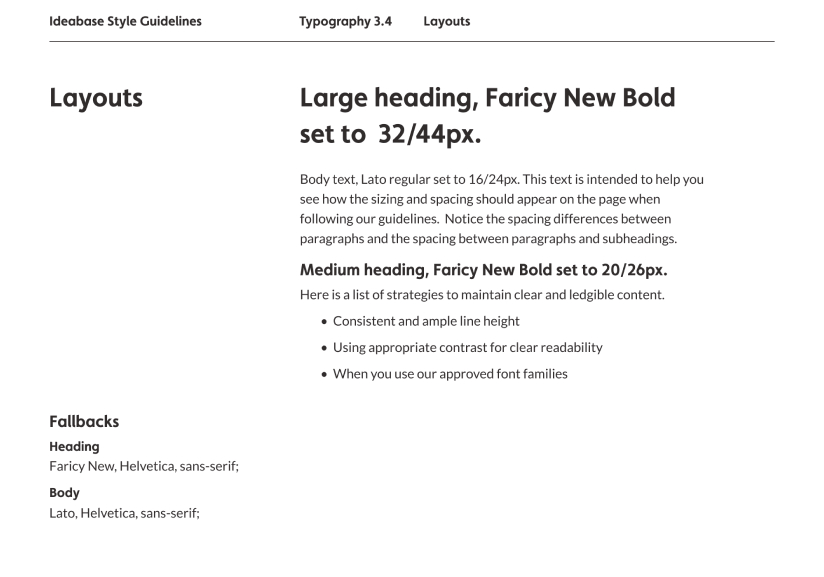 Ideabase Style Guidelines
Typography 3.4
Layouts
Layouts
Large heading, Faricy New Bold
set to  32/44px.
Body text, Lato regular set to 16/24px. This text is intended to help you
see how the sizing and spacing should appear on the page when
following our guidelines.  Notice the spacing differences between
paragraphs and the spacing between paragraphs and subheadings.
Medium heading, Faricy New Bold set to 20/26px.
Here is a list of strategies to maintain clear and ledgible content.
• Consistent and ample line height
• Using appropriate contrast for clear readability
• When you use our approved font families
Fallbacks
Heading
Faricy New, Helvetica, sans-serif;
Body
Lato, Helvetica, sans-serif;